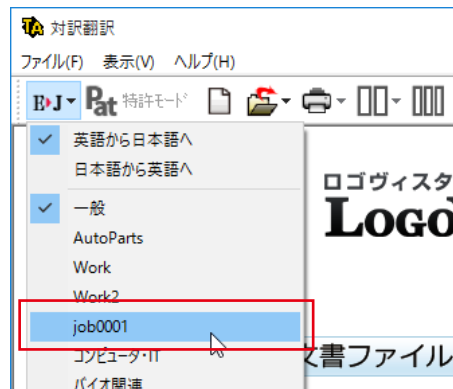 対訳翻訳
ファイル(F) 表示(V) ヘルプ(H)
E▸J Pat 特許モード
英語から日本語へ
日本語から英語へ
一般
AutoParts
Work
Work2
job0001
コンピュータ・IT
バイオ関連
ロゴヴィスタ
LOGO
文書ファイル